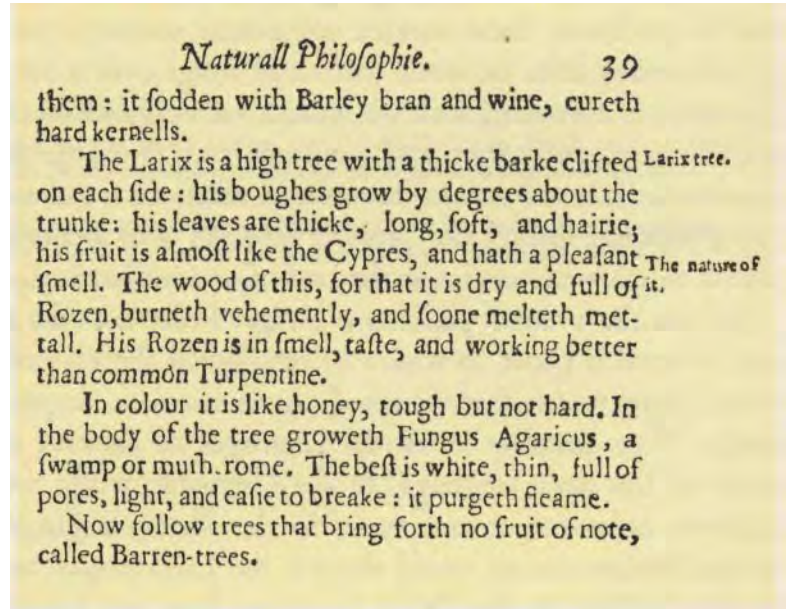 Naturall Philoſophie. 39
them: it ſodden with Barley bran and wine, cureth
hard kernells.
The Larix is a high tree with a thicke barke clifted
Larix tree.
on each ſide: his boughes grow by degrees about the
trunke: his leaves are thicke, long, ſoft, and hairie;
his fruit is almoſt like the Cypres, and hath a pleaſant
The nature of
ſmell. The wood of this, for that it is dry and full of
it.
Rozen, burneth vehemently, and ſoone melteth met-
tall. His Rozen is in ſmell, taſte, and working better
than common Turpentine.
In colour it is like honey, tough but not hard. In
the body of the tree groweth Fungus Agaricus, a
ſwamp or muſh-rome. The beſt is white, thin, full of
pores, light, and eaſie to breake: it purgeth fleame.
Now follow trees that bring forth no fruit of note,
called Barren-trees.